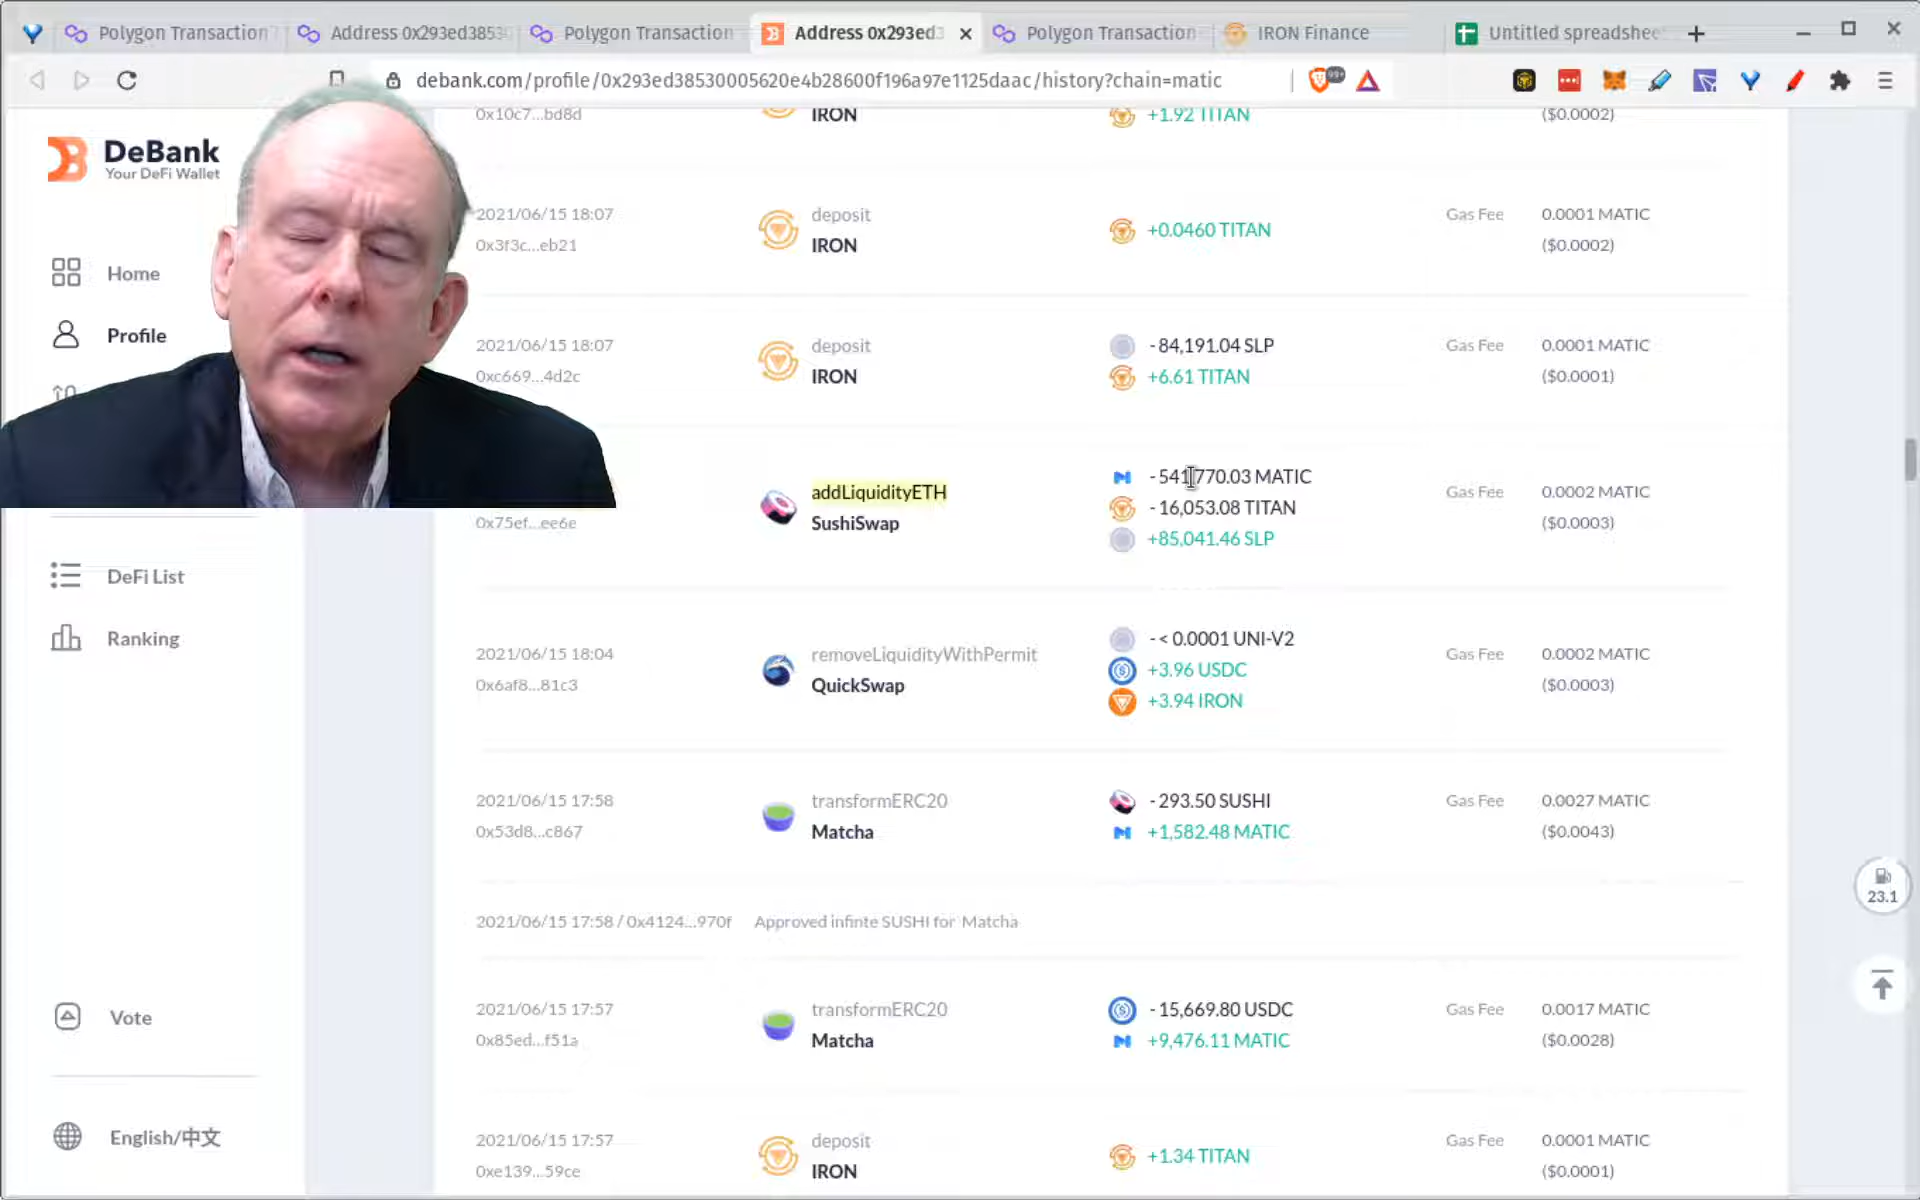 Polygon Transaction
Address 0x293ed3853
Polygon Transaction
Address 0x293ed3
Polygon Transaction
IRON Finance
Untitled spreadshee
debank.com/profile/0x293ed38530005620e4b28600f196a97e1125daac/history?chain=matic
99+
DeBank
Your DeFi Wallet
Home
Profile
DeFi List
Ranking
Vote
English/中文
0x10c7...bd8d IRON +1.92 TITAN ($0.0002)
2021/06/15 18:07 deposit +0.0460 TITAN Gas Fee 0.0001 MATIC
0x3f3c...eb21 IRON ($0.0002)
2021/06/15 18:07 deposit -84,191.04 SLP Gas Fee 0.0001 MATIC
0xc669...4d2c IRON +6.61 TITAN ($0.0001)
-541,770.03 MATIC
addLiquidityETH -16,053.08 TITAN Gas Fee 0.0002 MATIC
0x75ef...ee6e SushiSwap +85,041.46 SLP ($0.0003)
2021/06/15 18:04 removeLiquidityWithPermit -< 0.0001 UNI-V2 Gas Fee 0.0002 MATIC
0x6af8...81c3 QuickSwap +3.96 USDC ($0.0003)
+3.94 IRON
2021/06/15 17:58 transformERC20 -293.50 SUSHI Gas Fee 0.0027 MATIC
0x53d8...c867 Matcha +1,582.48 MATIC ($0.0043)
2021/06/15 17:58 / 0x4124...970f Approved infinte SUSHI for Matcha
2021/06/15 17:57 transformERC20 -15,669.80 USDC Gas Fee 0.0017 MATIC
0x85ed...f51a Matcha +9,476.11 MATIC ($0.0028)
2021/06/15 17:57 deposit +1.34 TITAN Gas Fee 0.0001 MATIC
0xe139...59ce IRON ($0.0001)
23.1